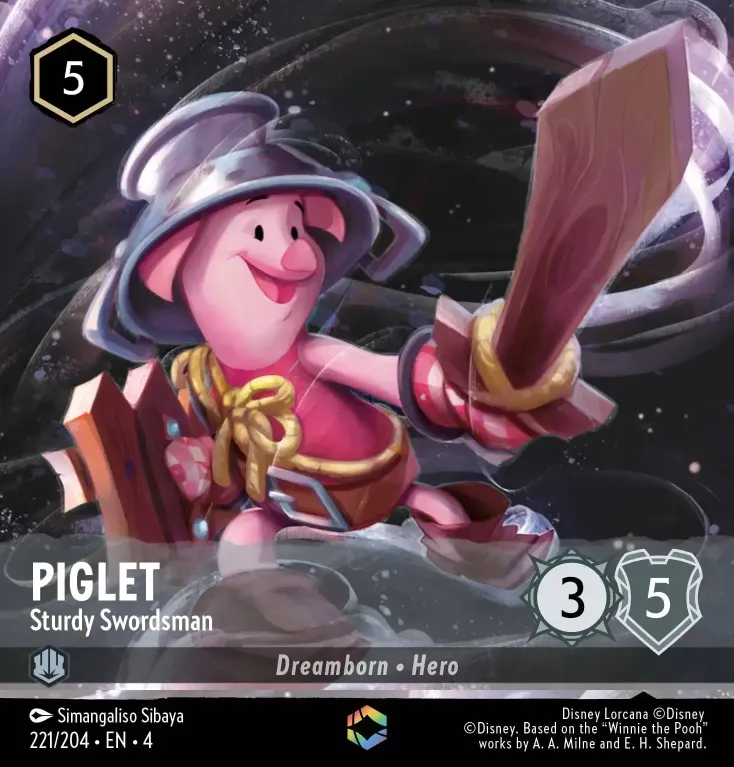 5
PIGLET
Sturdy Swordsman
3
5
Dreamborn • Hero
Simangaliso Sibaya
221/204 • EN • 4
Disney Lorcana ©Disney
©Disney. Based on the “Winnie the Pooh”
works by A. A. Milne and E. H. Shepard.